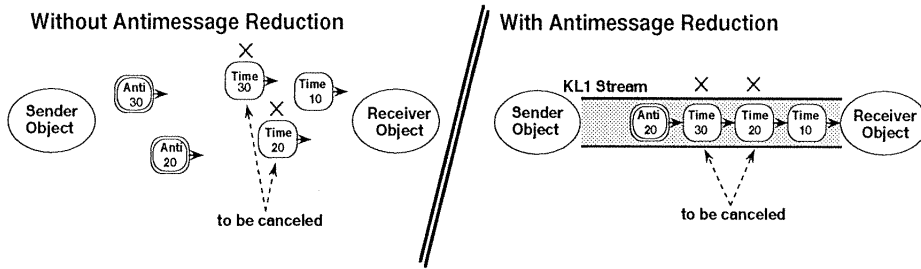 Without Antimessage Reduction
Anti
30
Time
30
Time
10
Sender
Object
Receiver
Object
Anti
20
Time
20
to be canceled
With Antimessage Reduction
KL1 Stream
Sender
Object
Anti
20
Time
30
Time
20
Time
10
Receiver
Object
to be canceled